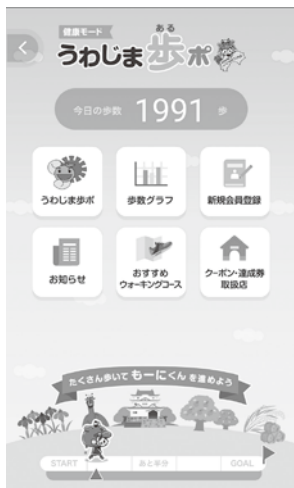 健康モード
ある
うわじま歩ポ
今日の歩数 1991 歩
うわじま歩ポ
歩数グラフ
新規会員登録
お知らせ
おすすめ
ウォーキングコース
クーポン・達成券
取扱店
たくさん歩いてもーにくんを進めよう
START
あと半分
GOAL